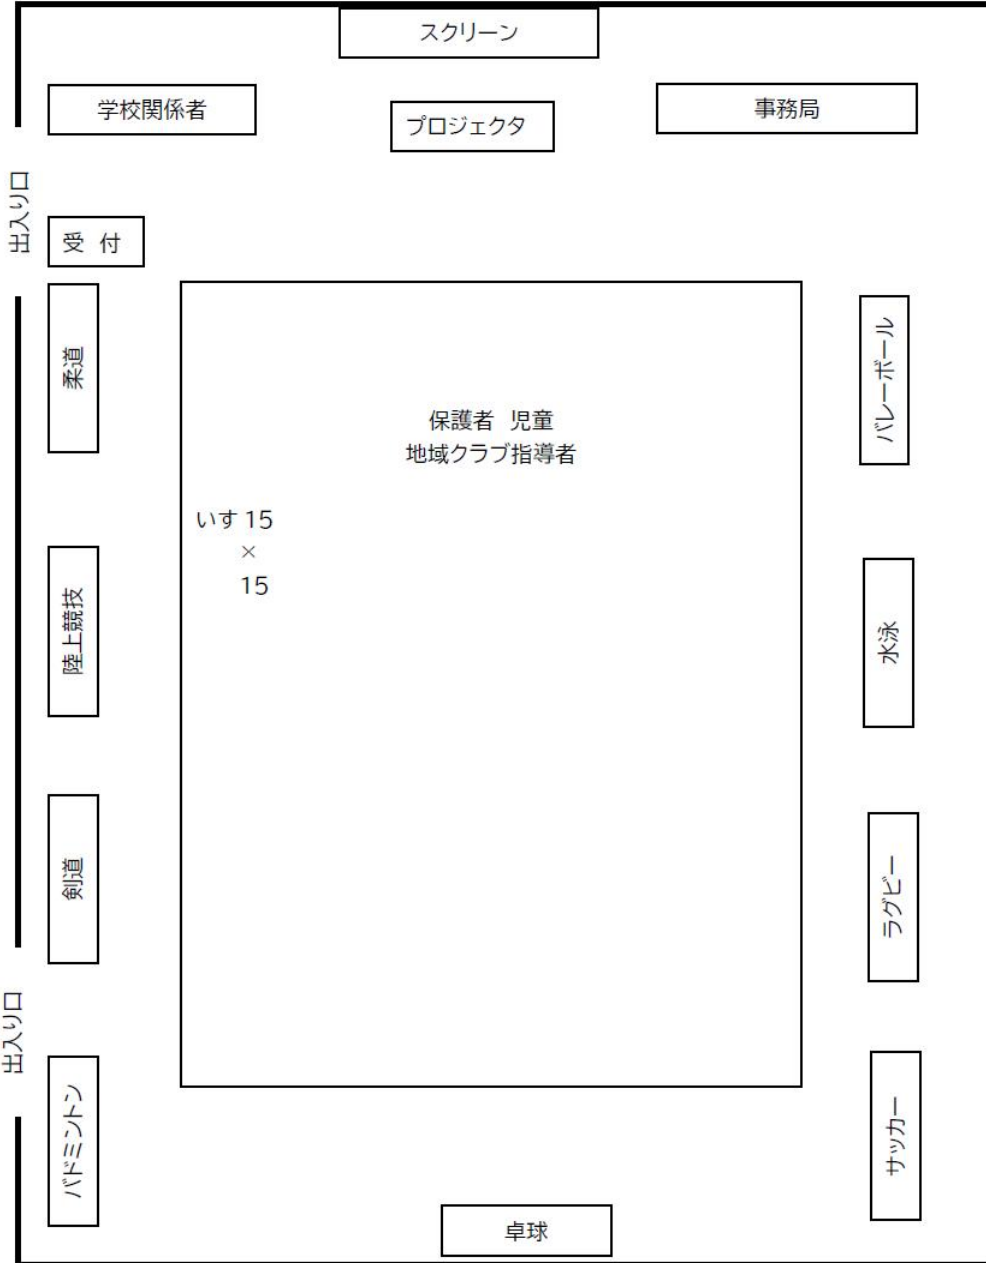 スクリーン
学校関係者
プロジェクタ
事務局
出入り口
受 付
柔道
保護者 児童
地域クラブ指導者
バレーボール
いす 15
×
15
陸上競技
水泳
剣道
ラグビー
出入り口
バドミントン
サッカー
卓球